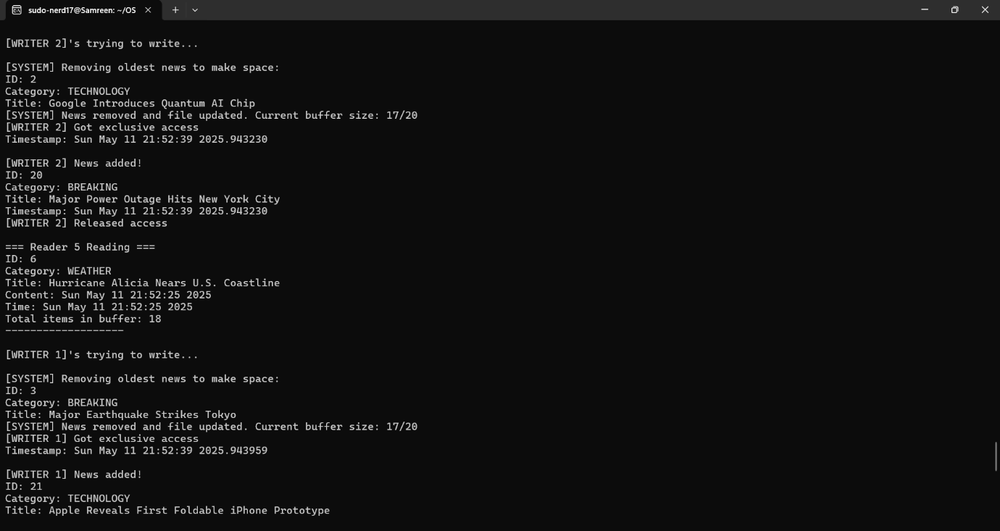 sudo-nerd17@Samreen: ~/OS
[WRITER 2]'s trying to write...
[SYSTEM] Removing oldest news to make space:
ID: 2
Category: TECHNOLOGY
Title: Google Introduces Quantum AI Chip
[SYSTEM] News removed and file updated. Current buffer size: 17/20
[WRITER 2] Got exclusive access
Timestamp: Sun May 11 21:52:39 2025.943230
[WRITER 2] News added!
ID: 20
Category: BREAKING
Title: Major Power Outage Hits New York City
Timestamp: Sun May 11 21:52:39 2025.943230
[WRITER 2] Released access
=== Reader 5 Reading ===
ID: 6
Category: WEATHER
Title: Hurricane Alicia Nears U.S. Coastline
Content: Sun May 11 21:52:25 2025
Time: Sun May 11 21:52:25 2025
Total items in buffer: 18
-------------------
[WRITER 1]'s trying to write...
[SYSTEM] Removing oldest news to make space:
ID: 3
Category: BREAKING
Title: Major Earthquake Strikes Tokyo
[SYSTEM] News removed and file updated. Current buffer size: 17/20
[WRITER 1] Got exclusive access
Timestamp: Sun May 11 21:52:39 2025.943959
[WRITER 1] News added!
ID: 21
Category: TECHNOLOGY
Title: Apple Reveals First Foldable iPhone Prototype